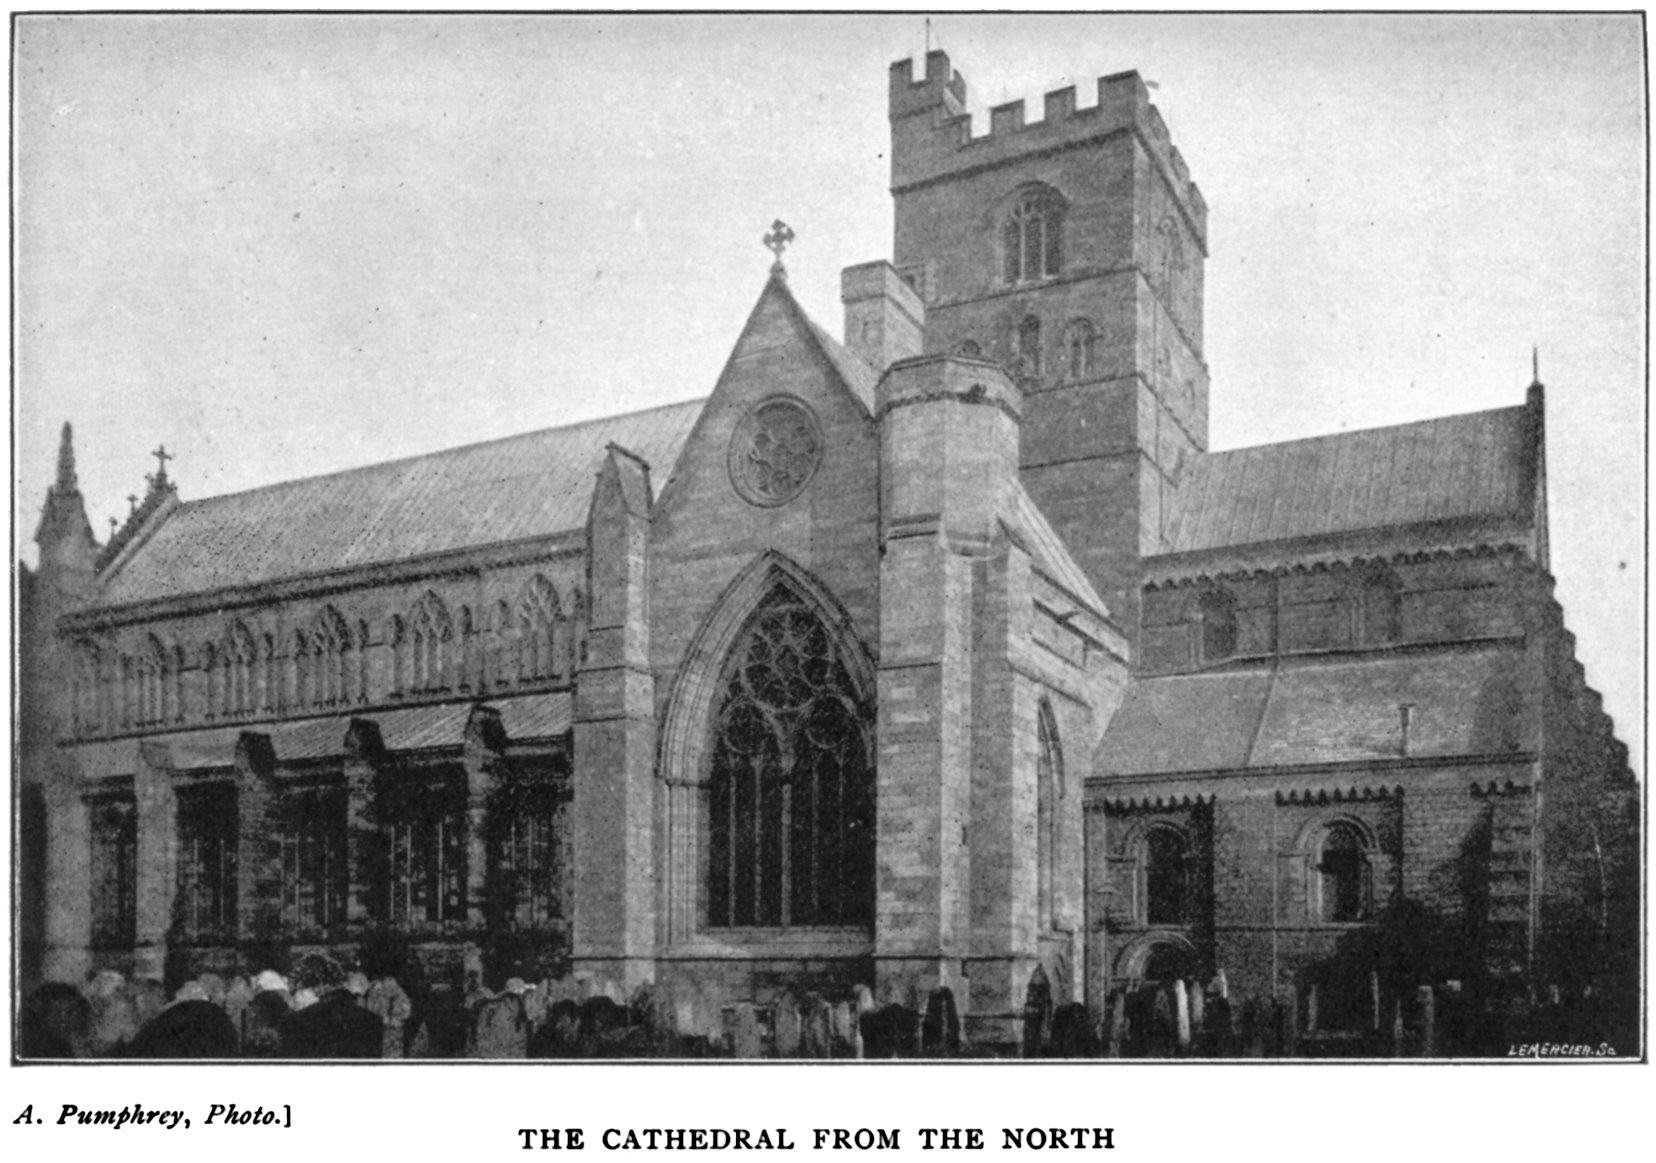 LEMERCIER. Sc
A. Pumphrey, Photo.]
THE CATHEDRAL FROM THE NORTH